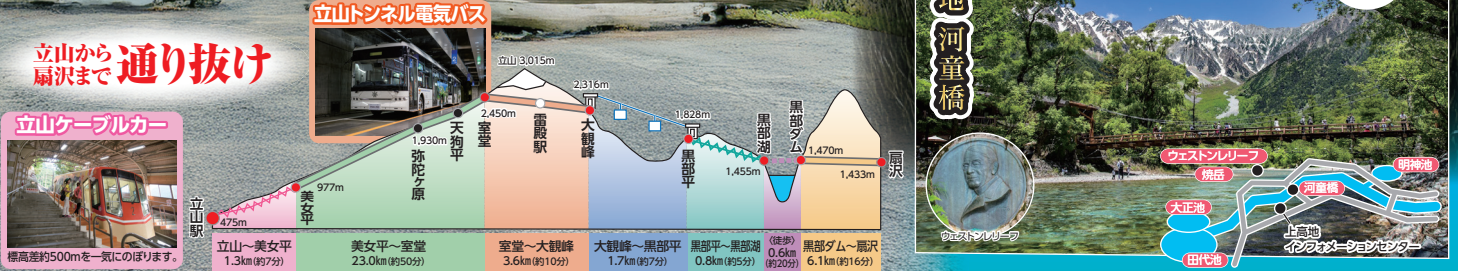 立山から
扇沢まで通り抜け
立山ケーブルカー
標高差約500mを一気にのぼります。
立山トンネル電気バス
立山 3,015m
立山駅
475m
美女平
977m
弥陀ヶ原
1,930m
天狗平
室堂
2,450m
雷殿駅
大観峰
2,316m
黒部平
1,828m
黒部湖
1,455m
黒部ダム
1,470m
扇沢
1,433m
立山〜美女平
1.3km(約7分)
美女平〜室堂
23.0km(約50分)
室堂〜大観峰
3.6km(約10分)
大観峰〜黒部平
1.7km(約7分)
黒部平〜黒部湖
0.8km(約5分)
(徒歩)
0.6km
(約20分)
黒部ダム〜扇沢
6.1km(約16分)
河童橋
ウェストンレリーフ
ウェストンレリーフ
焼岳
明神池
河童橋
大正池
上高地
インフォメーションセンター
田代池